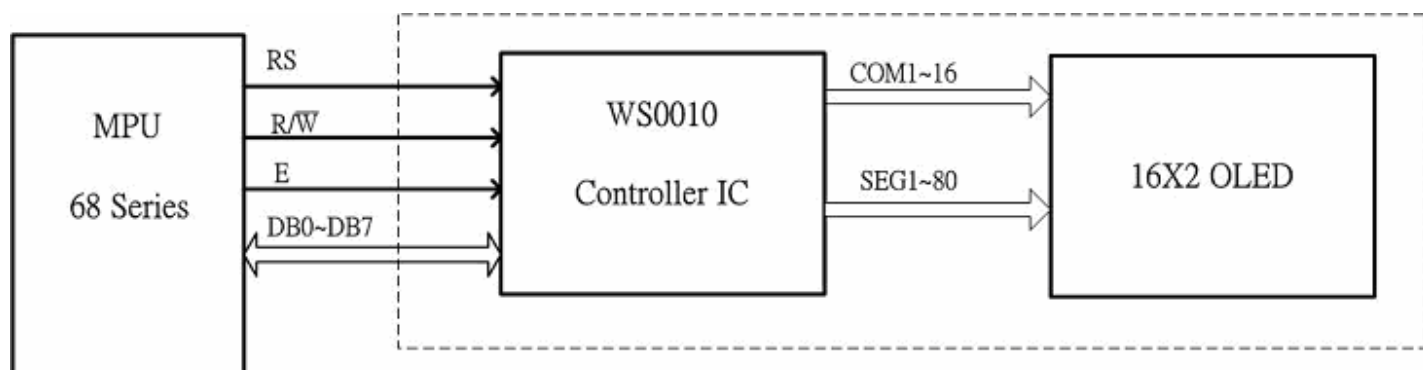 MPU
68 Series
RS
R/W̅
E
DB0~DB7
WS0010
Controller IC
COM1~16
SEG1~80
16X2 OLED